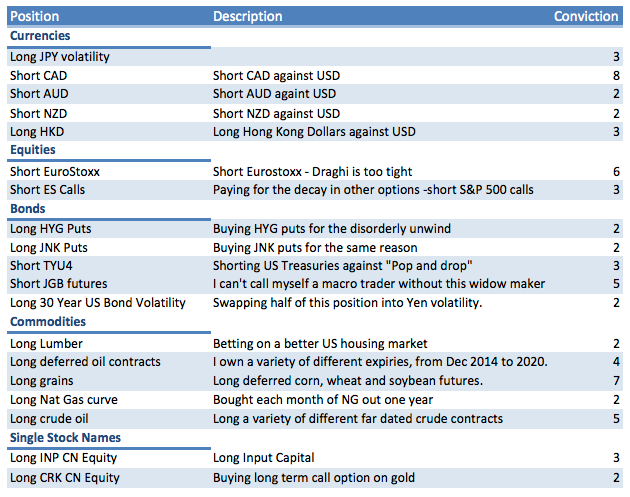 Position Description Conviction
Currencies
Long JPY volatility 3
Short CAD Short CAD against USD 8
Short AUD Short AUD againt USD 2
Short NZD Short NZD against USD 2
Long HKD Long Hong Kong Dollars against USD 3
Equities
Short EuroStoxx Short Eurostoxx - Draghi is too tight 6
Short ES Calls Paying for the decay in other options -short S&P 500 calls 3
Bonds
Long HYG Puts Buying HYG puts for the disorderly unwind 2
Long JNK Puts Buying JNK puts for the same reason 2
Short TYU4 Shorting US Treasuries against "Pop and drop" 3
Short JGB futures I can't call myself a macro trader without this widow maker 5
Long 30 Year US Bond Volatility Swapping half of this position into Yen volatility. 2
Commodities
Long Lumber Betting on a better US housing market 2
Long deferred oil contracts I own a variety of different expiries, from Dec 2014 to 2020. 4
Long grains Long deferred corn, wheat and soybean futures. 7
Long Nat Gas curve Bought each month of NG out one year 2
Long crude oil Long a variety of different far dated crude contracts 5
Single Stock Names
Long INP CN Equity Long Input Capital 3
Long CRK CN Equity Buying long term call option on gold 2